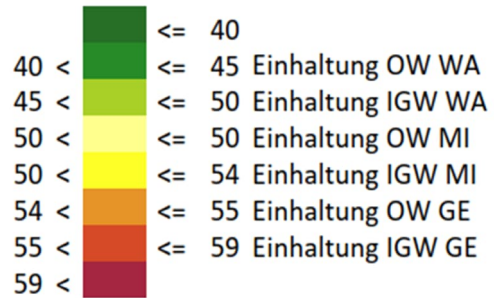 <= 40
40 < <= 45 Einhaltung OW WA
45 < <= 50 Einhaltung IGW WA
50 < <= 50 Einhaltung OW MI
50 < <= 54 Einhaltung IGW MI
54 < <= 55 Einhaltung OW GE
55 < <= 59 Einhaltung IGW GE
59 <